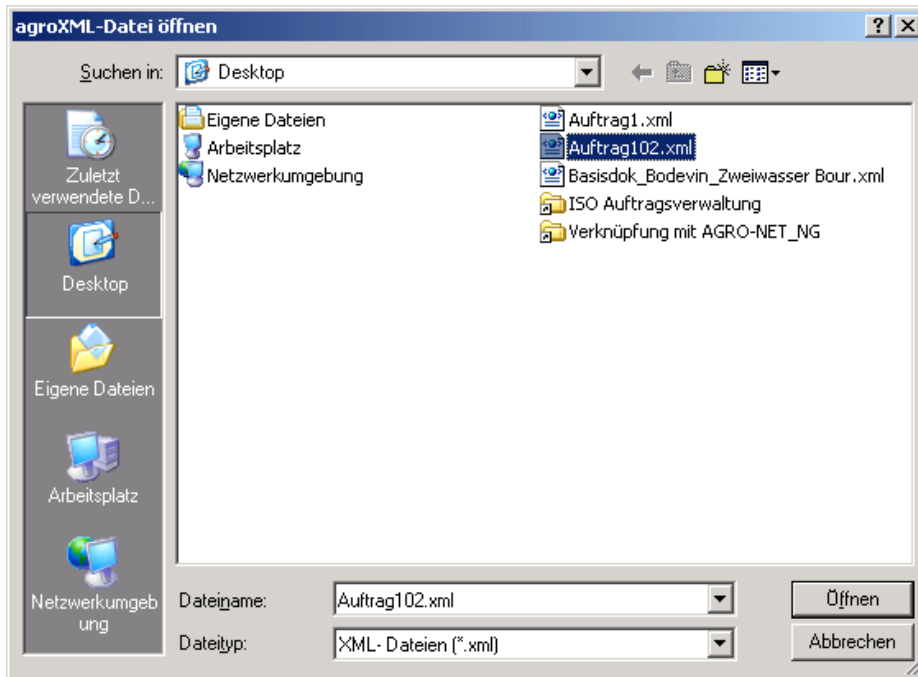 agroXML-Datei öffnen
Suchen in: Desktop
Zuletzt
verwendete D...
Desktop
Eigene Dateien
Arbeitsplatz
Netzwerkumgeb
ung
Eigene Dateien
Arbeitsplatz
Netzwerkumgebung
Auftrag1.xml
Auftrag102.xml
Basisdok_Bodevin_Zweiwasser Bour.xml
ISO Auftragsverwaltung
Verknüpfung mit AGRO-NET_NG
Dateiname: Auftrag102.xml
Öffnen
Dateityp: XML- Dateien (*.xml)
Abbrechen